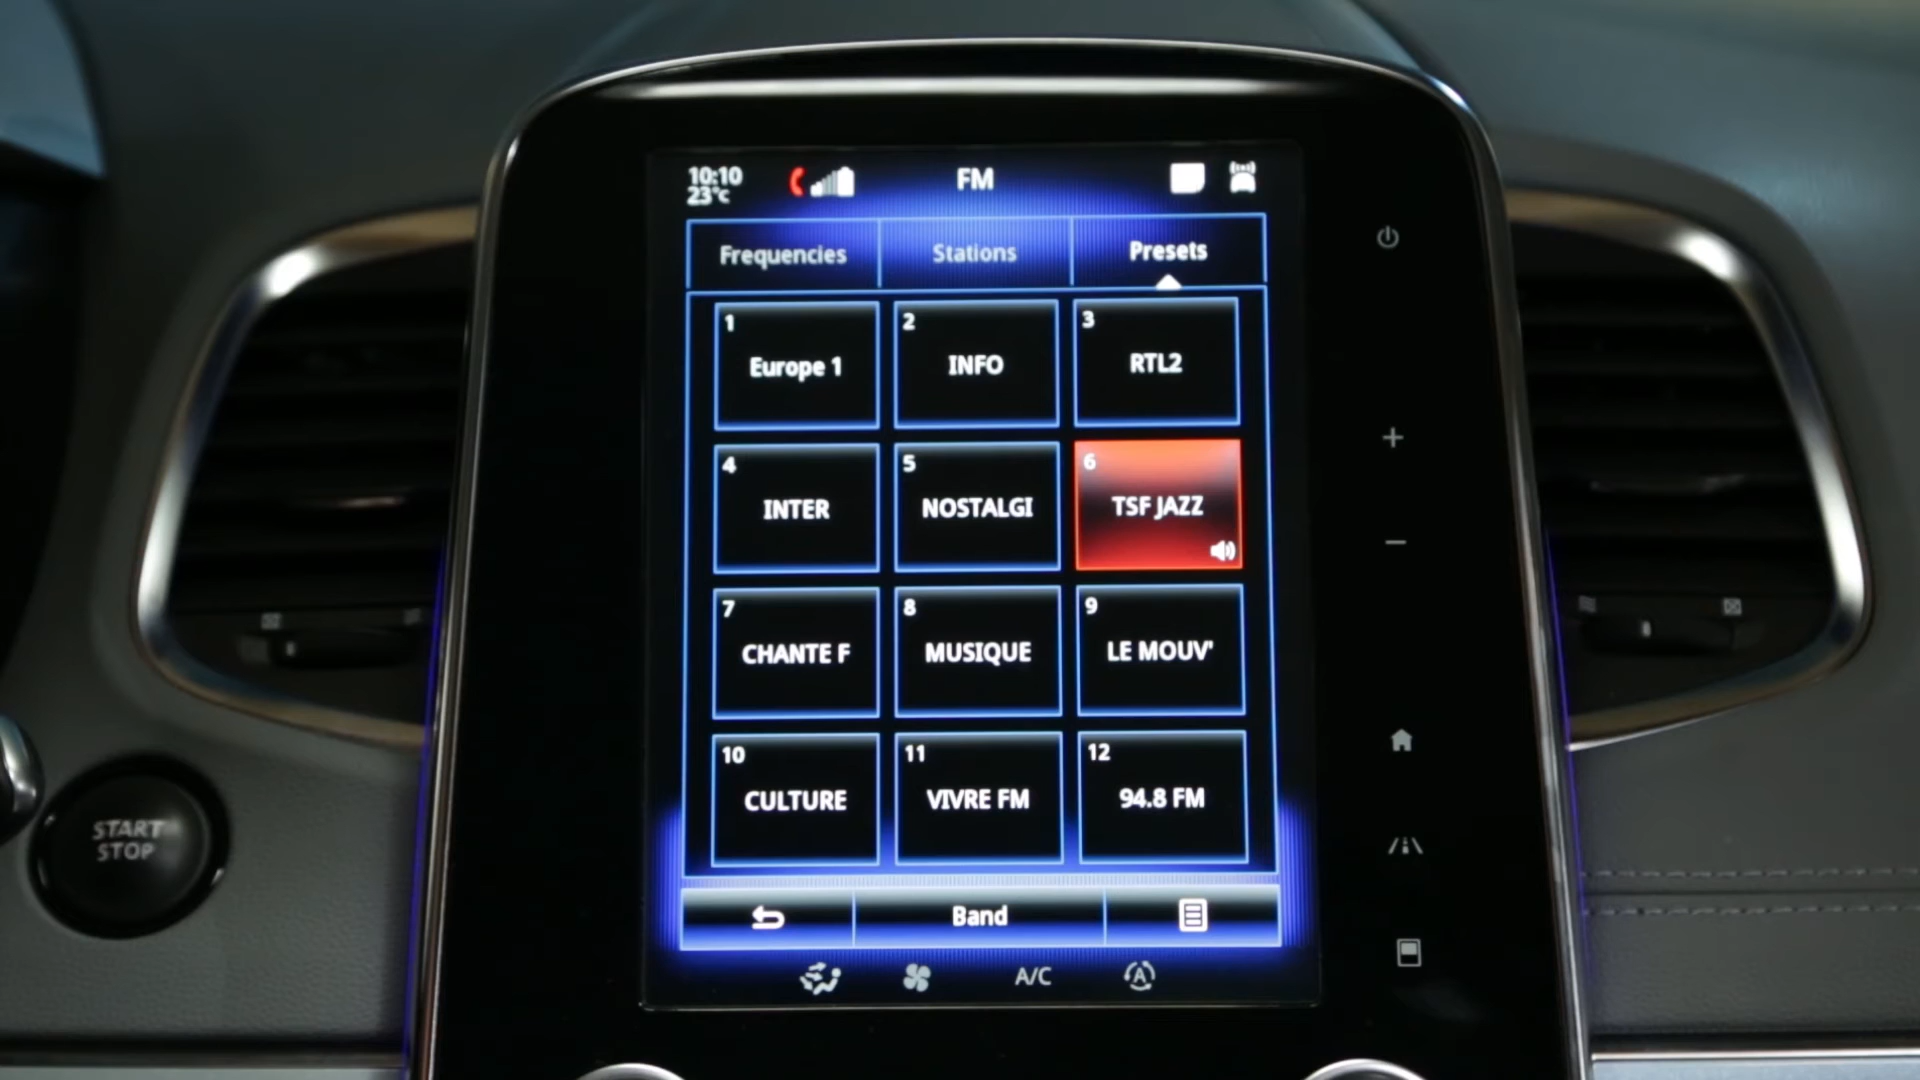 10:10
23°C
FM
Frequencies
Stations
Presets
1
Europe 1
2
INFO
3
RTL2
4
INTER
5
NOSTALGI
6
TSF JAZZ
7
CHANTE F
8
MUSIQUE
9
LE MOUV'
10
CULTURE
11
VIVRE FM
12
94.8 FM
Band
A/C
A
START
STOP